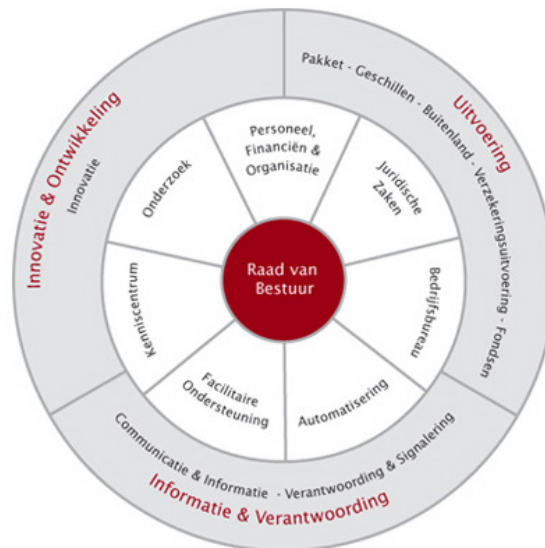 Innovatie & Ontwikkeling
Innovatie
Pakket - Geschillen - Buitenland - Verzekeringsuitvoering - Fondsen
Uitvoering
Personeel,
Financiën &
Organisatie
Onderzoek
Juridische
Zaken
Raad van
Bestuur
Kenniscentrum
Bedrijfsbureau
Facilitaire
Ondersteuning
Automatisering
Communicatie & Informatie - Verantwoording & Signalering
Informatie & Verantwoording